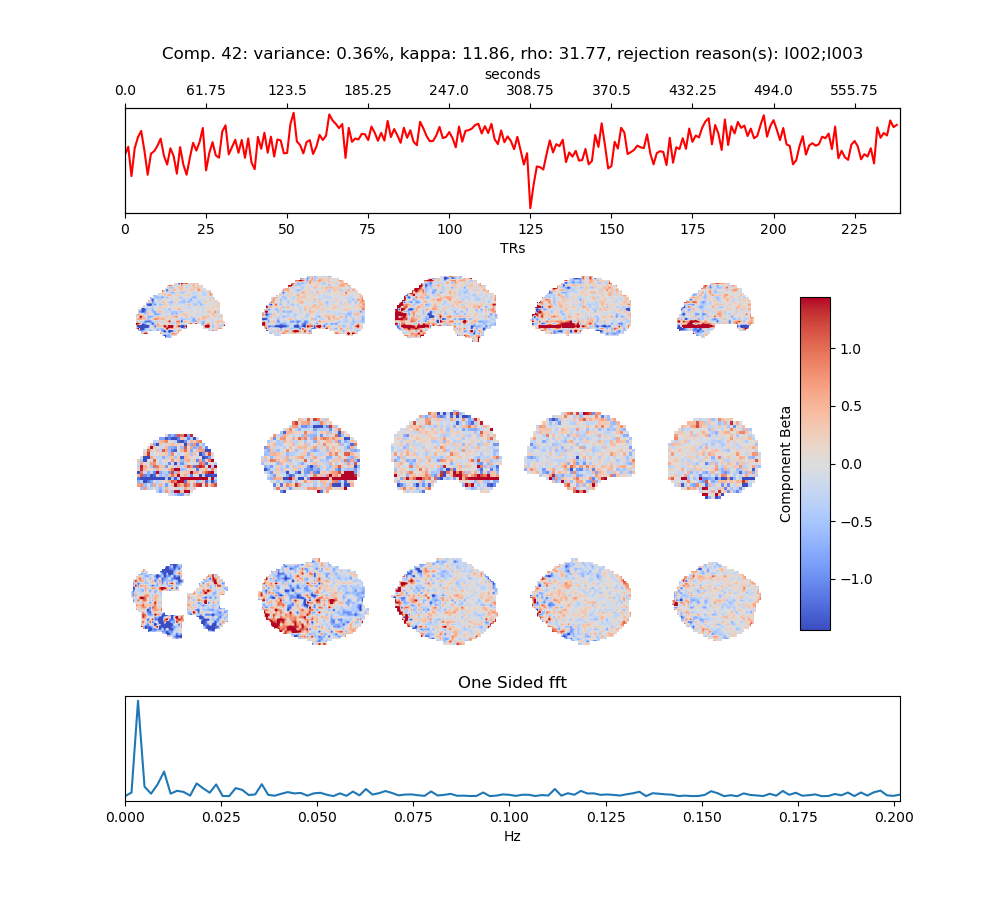 Comp. 42: variance: 0.36%, kappa: 11.86, rho: 31.77, rejection reason(s): I002;I003
seconds
0.0 61.75 123.5 185.25 247.0 308.75 370.5 432.25 494.0 555.75
0 25 50 75 100 125 150 175 200 225
TRs
1.0
0.5
0.0
−0.5
−1.0
Component Beta
One Sided fft
0.000 0.025 0.050 0.075 0.100 0.125 0.150 0.175 0.200
Hz